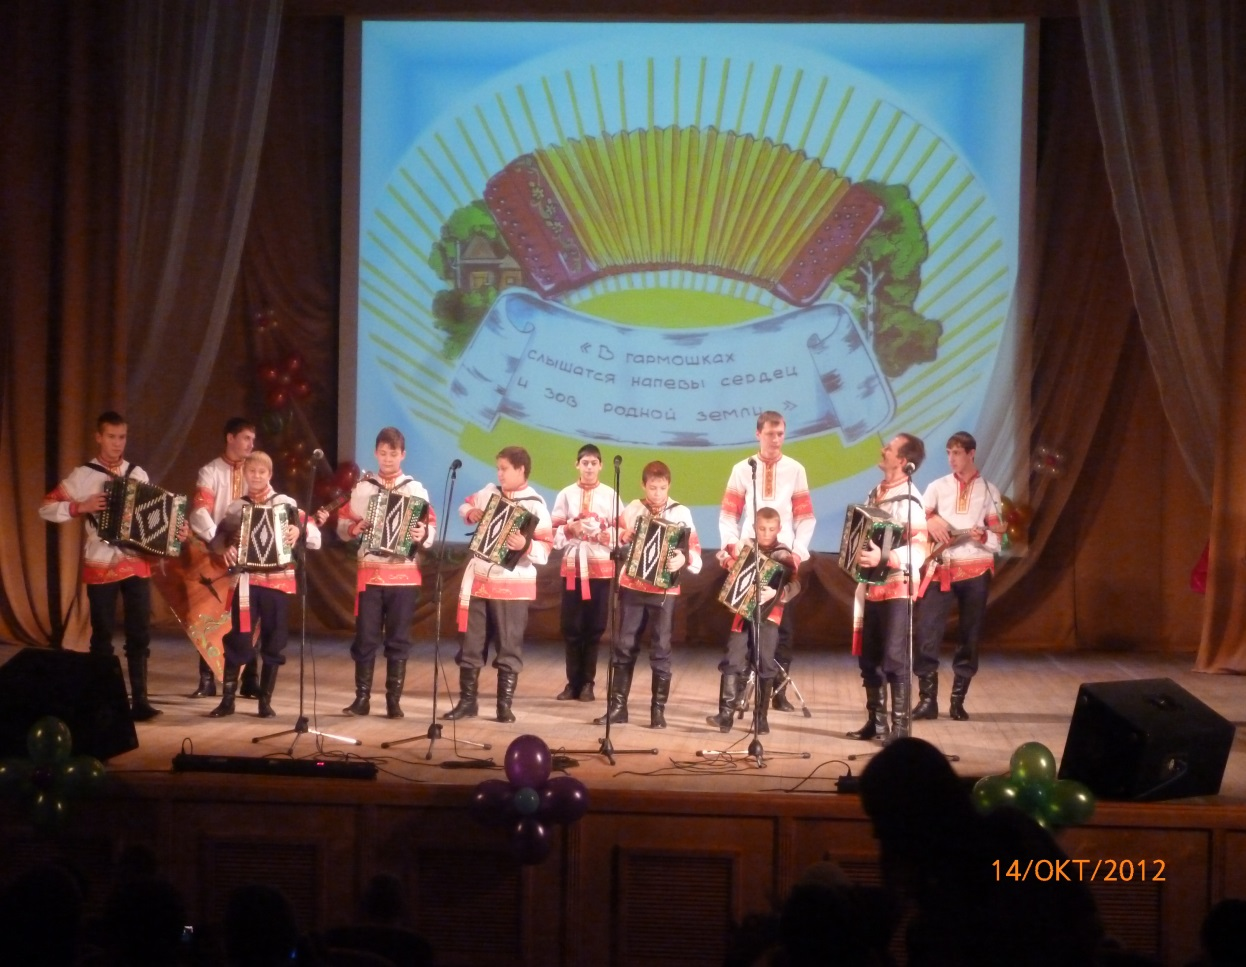 «В гармошках
слышатся напевы сердец
и зов родной земли»
14/ОКТ/2012